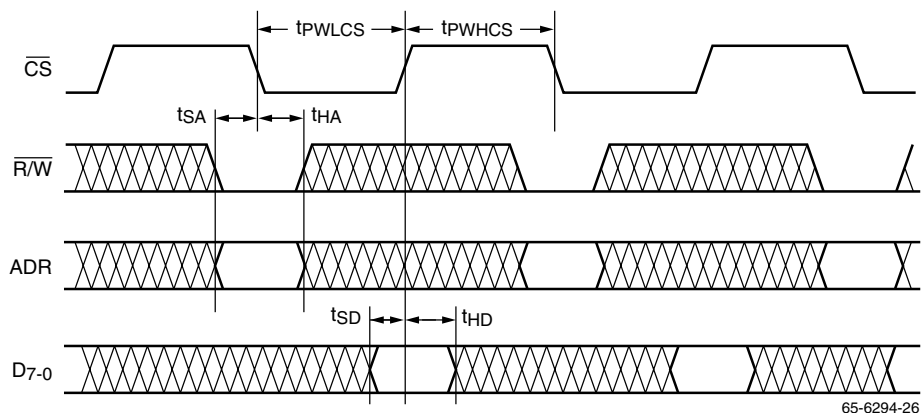 tPWLCS tPWHCS
CS
tSA tHA
R/W
ADR
tSD tHD
D7-0
65-6294-26